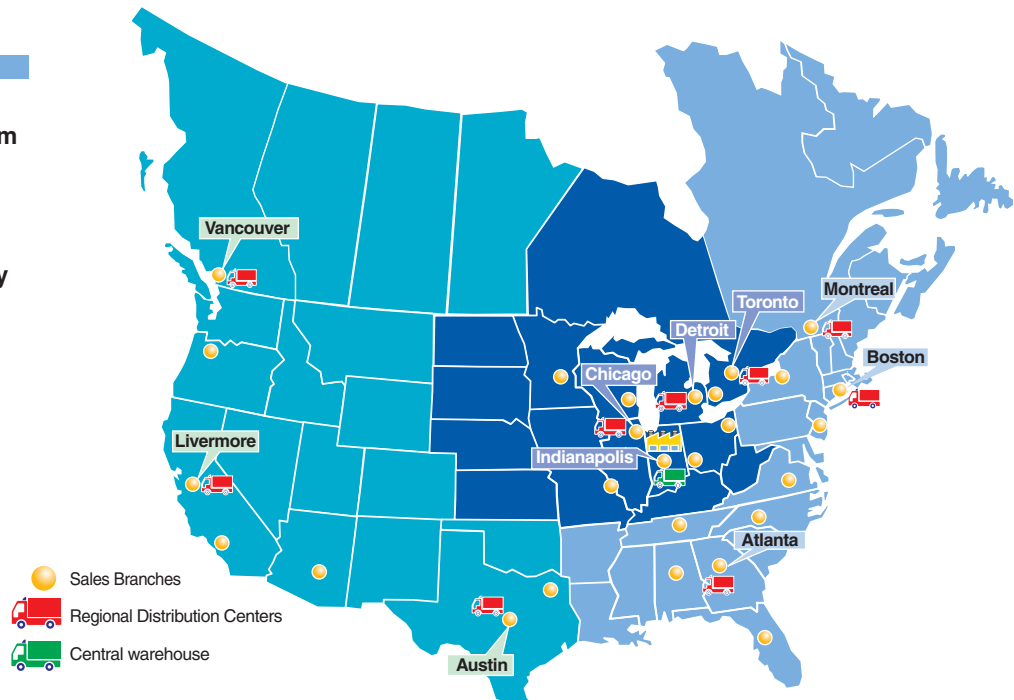 m
y
Vancouver
Toronto
Montreal
Detroit
Boston
Chicago
Livermore
Indianapolis
Atlanta
Austin
Sales Branches
Regional Distribution Centers
Central warehouse